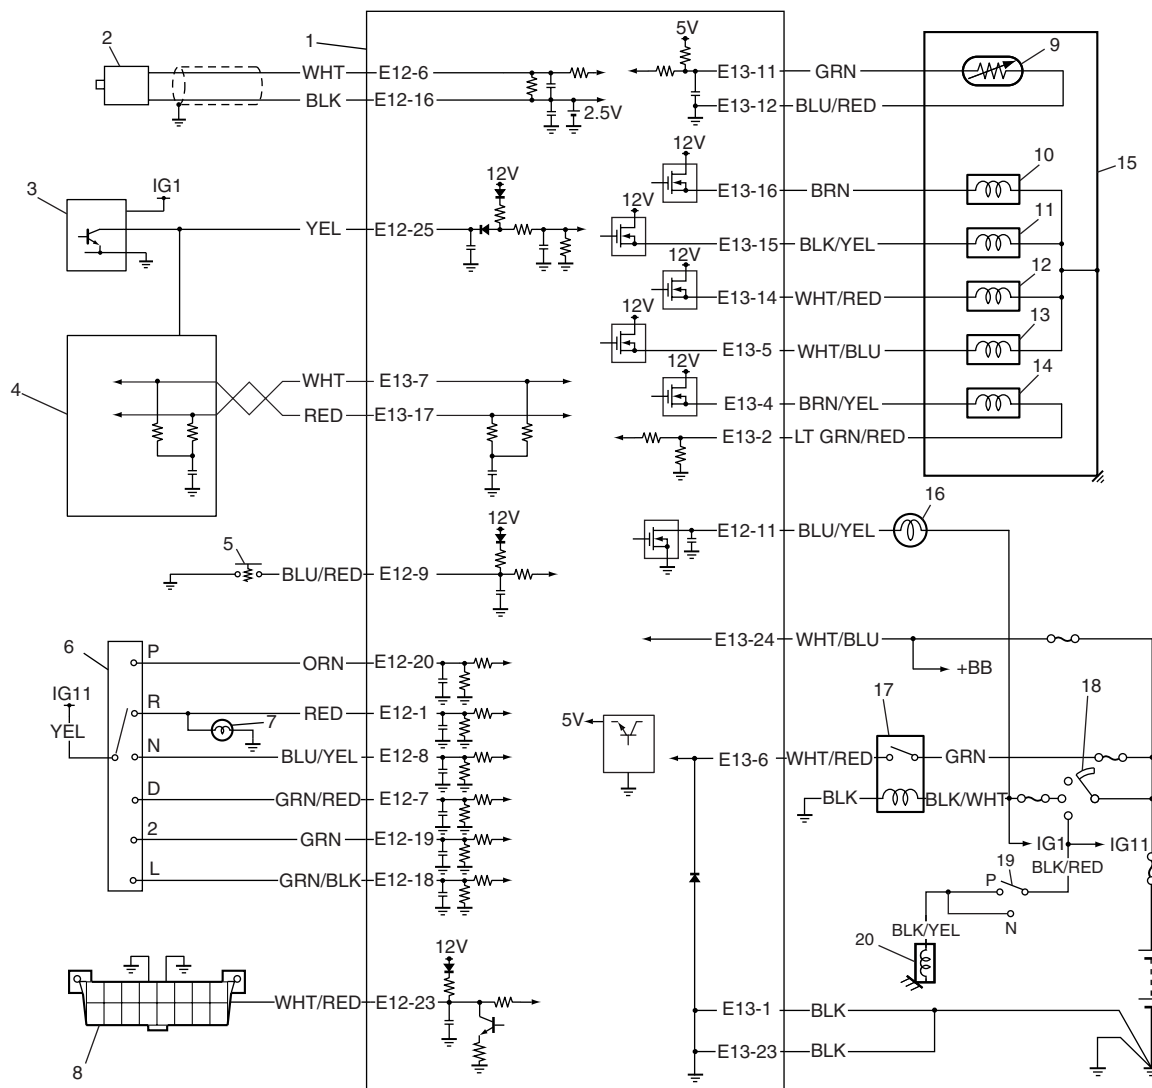 1
2
WHT E12-6
BLK E12-16
2.5V
3
IG1
12V
YEL E12-25
4
WHT E13-7
RED E13-17
5
12V
BLU/RED E12-9
6
IG11
YEL
P ORN E12-20
R RED E12-1
7
N BLU/YEL E12-8
D GRN/RED E12-7
2 GRN E12-19
L GRN/BLK E12-18
8
12V
WHT/RED E12-23
5V
E13-11 GRN
9
E13-12 BLU/RED
12V
E13-16 BRN
10
15
12V
E13-15 BLK/YEL
11
12V
E13-14 WHT/RED
12
12V
E13-5 WHT/BLU
13
12V
E13-4 BRN/YEL
14
E13-2 LT GRN/RED
16
E12-11 BLU/YEL
E13-24 WHT/BLU
+BB
17
18
5V
E13-6 WHT/RED
GRN
BLK
BLK/WHT
IG1
IG11
BLK/RED
19
P
N
BLK/YEL
20
E13-1 BLK
E13-23 BLK